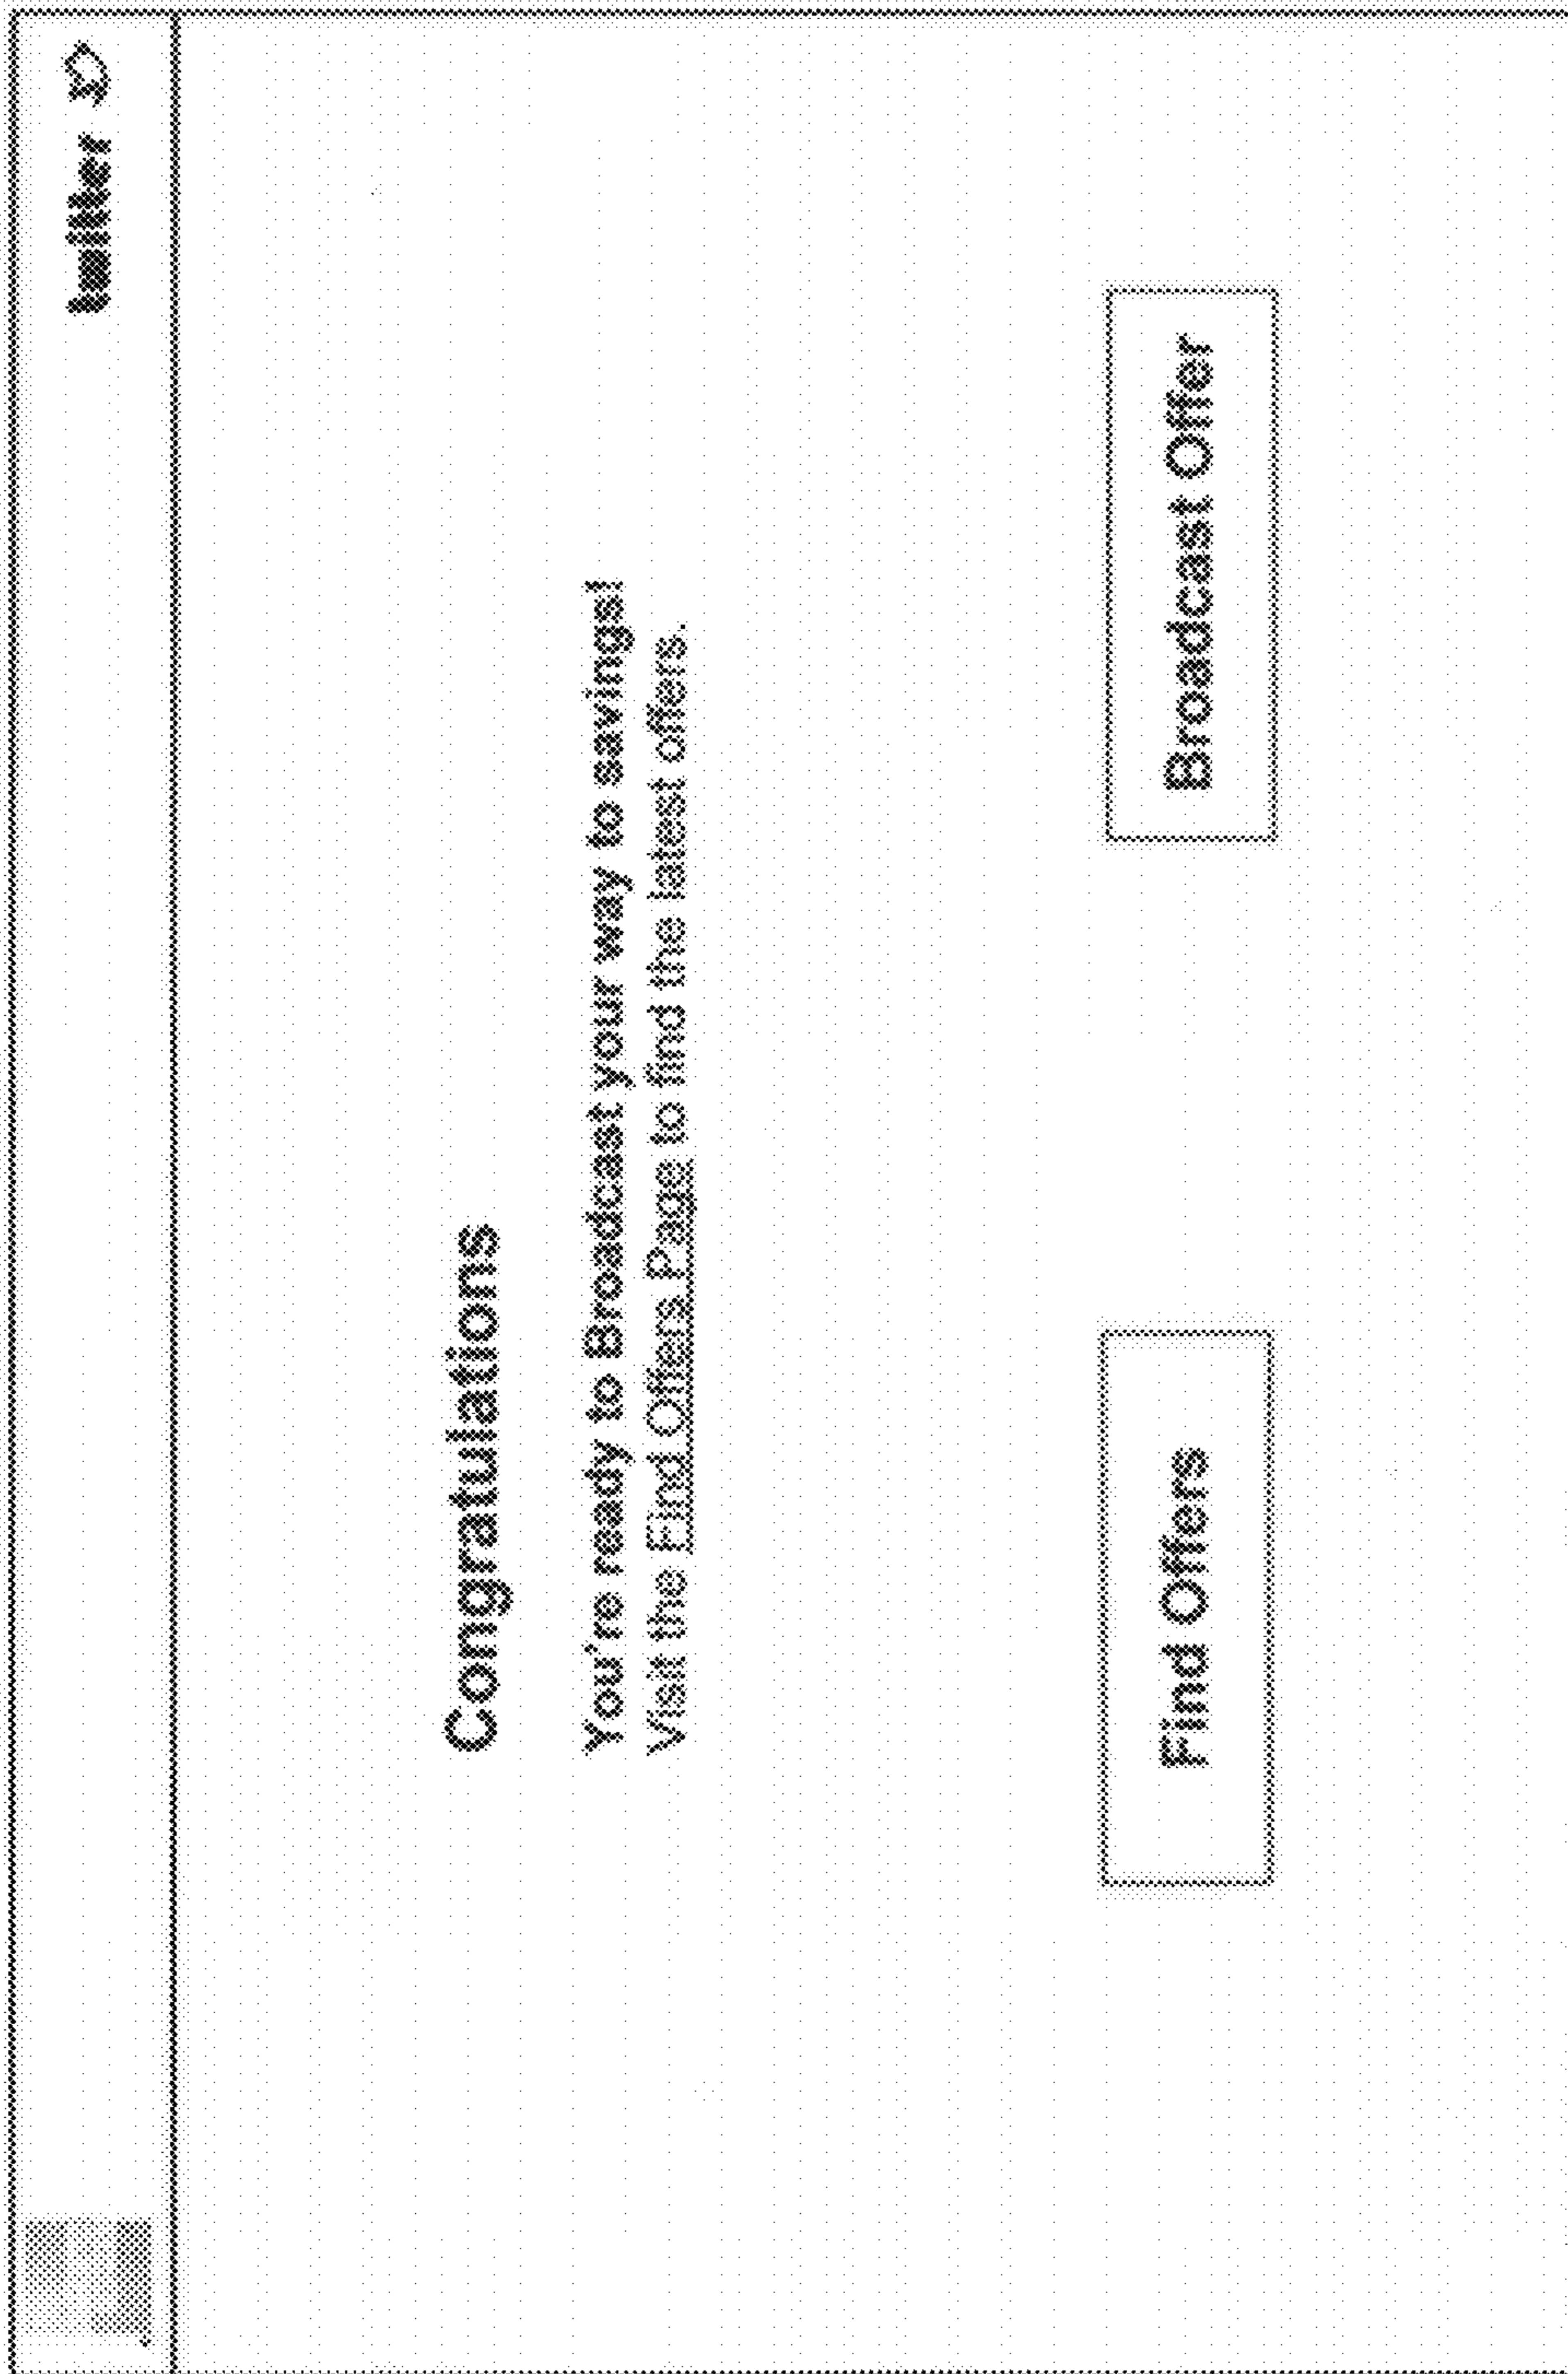 twitter
Congratulations
You're ready to Broadcast your way to savings!
Visit the Find Offers Page to find the latest offers.
Find Offers
Broadcast Offer